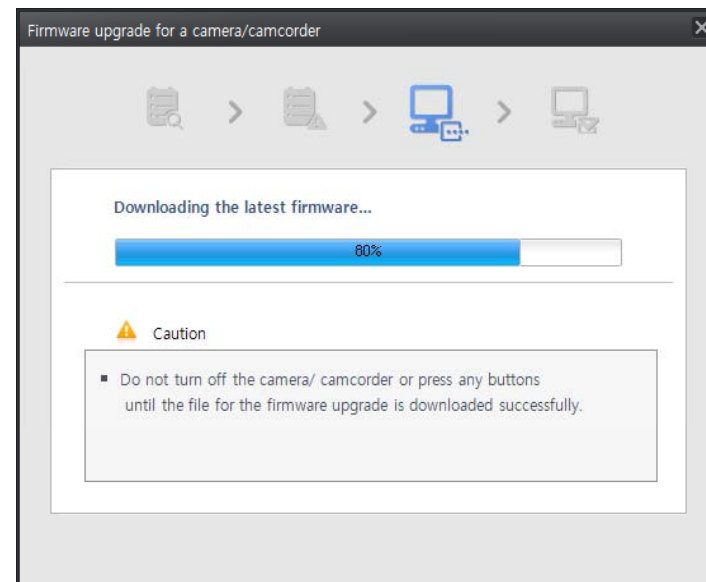 Firmware upgrade for a camera/camcorder
Downloading the latest firmware...
80%
Caution
▪ Do not turn off the camera/ camcorder or press any buttons
until the file for the firmware upgrade is downloaded successfully.